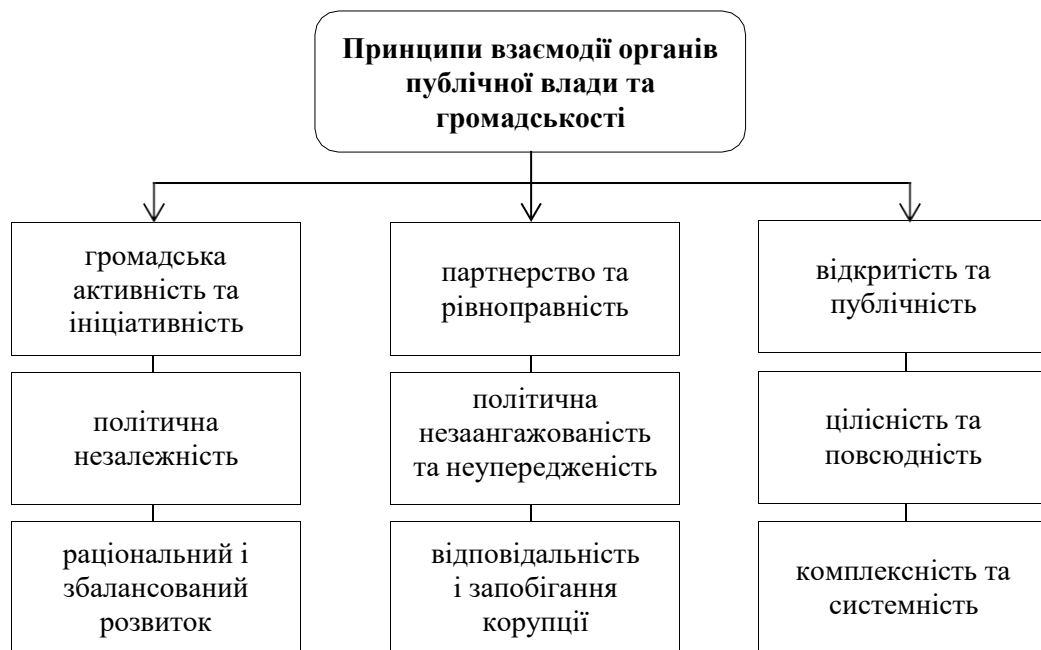 Принципи взаємодії органів
публічної влади та
громадськості
громадська
активність та
ініціативність
партнерство та
рівноправність
відкритість та
публічність
політична
незалежність
політична
незаангажованість
та неупередженість
цілісність та
повсюдність
раціональний і
збалансований
розвиток
відповідальність
і запобігання
корупції
комплексність та
системність